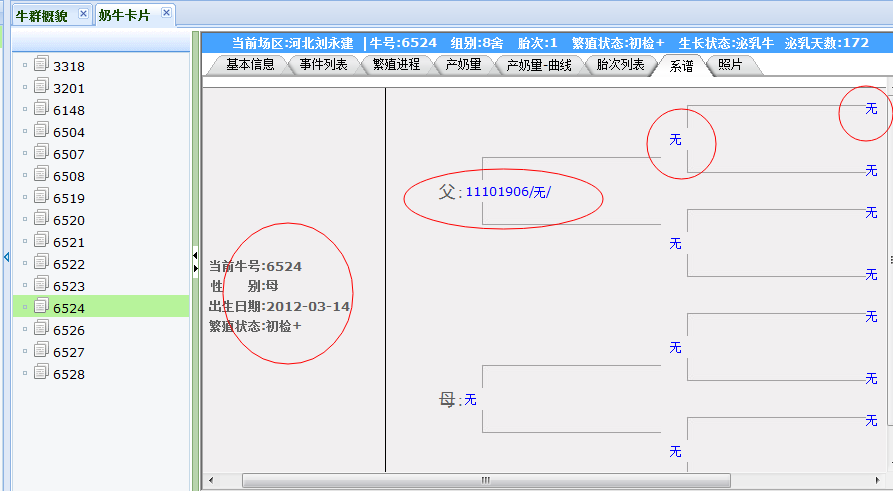 牛群概貌
奶牛卡片
当前场区:河北刘永建 |牛号:6524 组别:8舍 胎次:1 繁殖状态:初检+ 生长状态:泌乳牛 泌乳天数:172
基本信息 事件列表 繁殖进程 产奶量 产奶量-曲线 胎次列表 系谱 照片
3318
3201
6148
6504
6507
6508
6519
6520
6521
6522
6523
6524
6526
6527
6528
当前牛号:6524
性 别:母
出生日期:2012-03-14
繁殖状态:初检+
父:11101906/无/
母:无
无
无
无
无
无
无
无
无
无
无
无